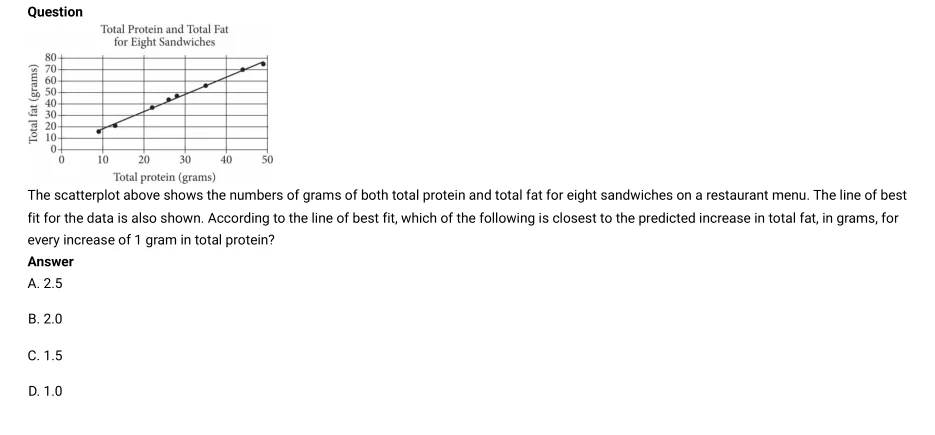 Question
Total Protein and Total Fat
for Eight Sandwiches
Total fat (grams)
80
70
60
50
40
30
20
10
0
0 10 20 30 40 50
Total protein (grams)
The scatterplot above shows the numbers of grams of both total protein and total fat for eight sandwiches on a restaurant menu. The line of best
fit for the data is also shown. According to the line of best fit, which of the following is closest to the predicted increase in total fat, in grams, for
every increase of 1 gram in total protein?
Answer
A. 2.5
B. 2.0
C. 1.5
D. 1.0